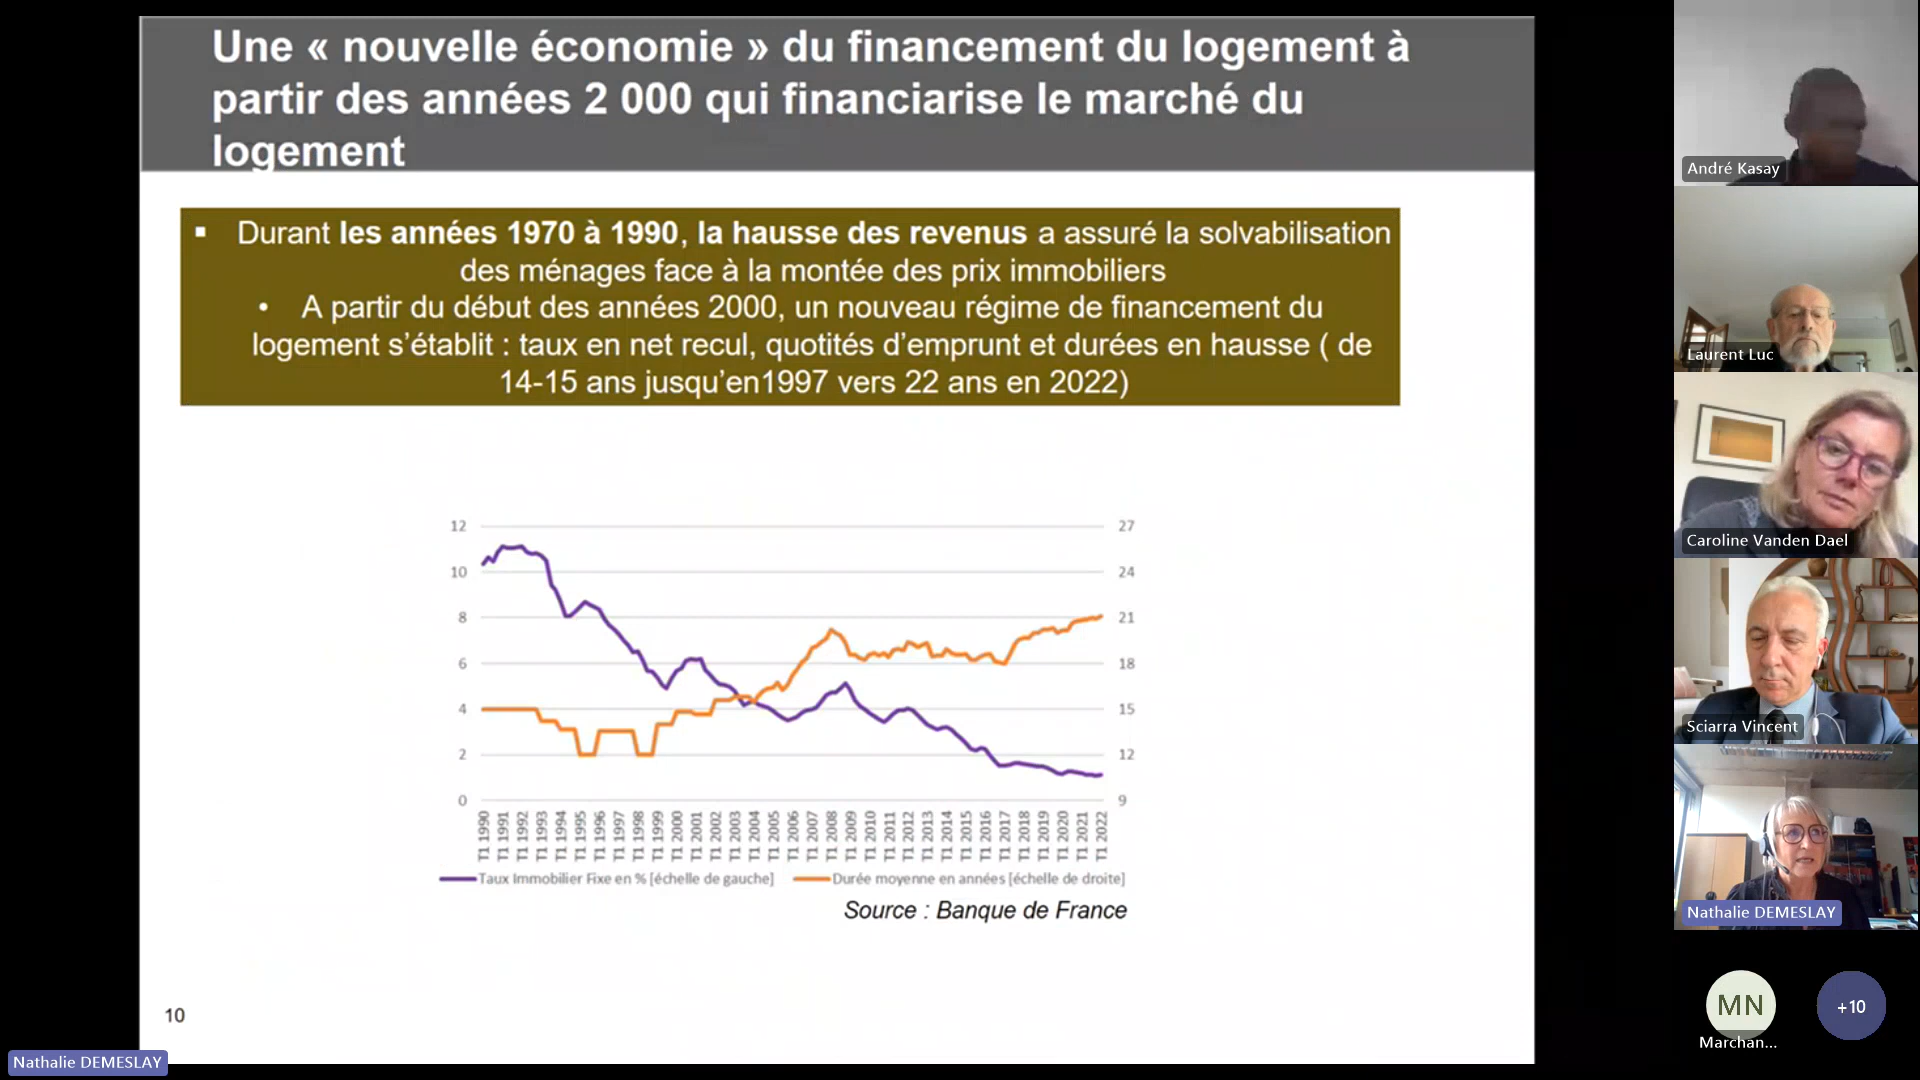 Une « nouvelle économie » du financement du logement à
partir des années 2 000 qui financiarise le marché du
logement
▪ Durant les années 1970 à 1990, la hausse des revenus a assuré la solvabilisation
des ménages face à la montée des prix immobiliers
• A partir du début des années 2000, un nouveau régime de financement du
logement s’établit : taux en net recul, quotités d’emprunt et durées en hausse ( de
14-15 ans jusqu’en1997 vers 22 ans en 2022)
12 27
10 24
8 21
6 18
4 15
2 12
0 9
T1 1990
T1 1991
T1 1992
T1 1993
T1 1994
T1 1995
T1 1996
T1 1997
T1 1998
T1 1999
T1 2000
T1 2001
T1 2002
T1 2003
T1 2004
T1 2005
T1 2006
T1 2007
T1 2008
T1 2009
T1 2010
T1 2011
T1 2012
T1 2013
T1 2014
T1 2015
T1 2016
T1 2017
T1 2018
T1 2019
T1 2020
T1 2021
T1 2022
Taux Immobilier Fixe en % [échelle de gauche] Durée moyenne en années [échelle de droite]
Source : Banque de France
10
Nathalie DEMESLAY
André Kasay
Laurent Luc
Caroline Vanden Dael
Sciarra Vincent
Nathalie DEMESLAY
MN
Marchan...
+10